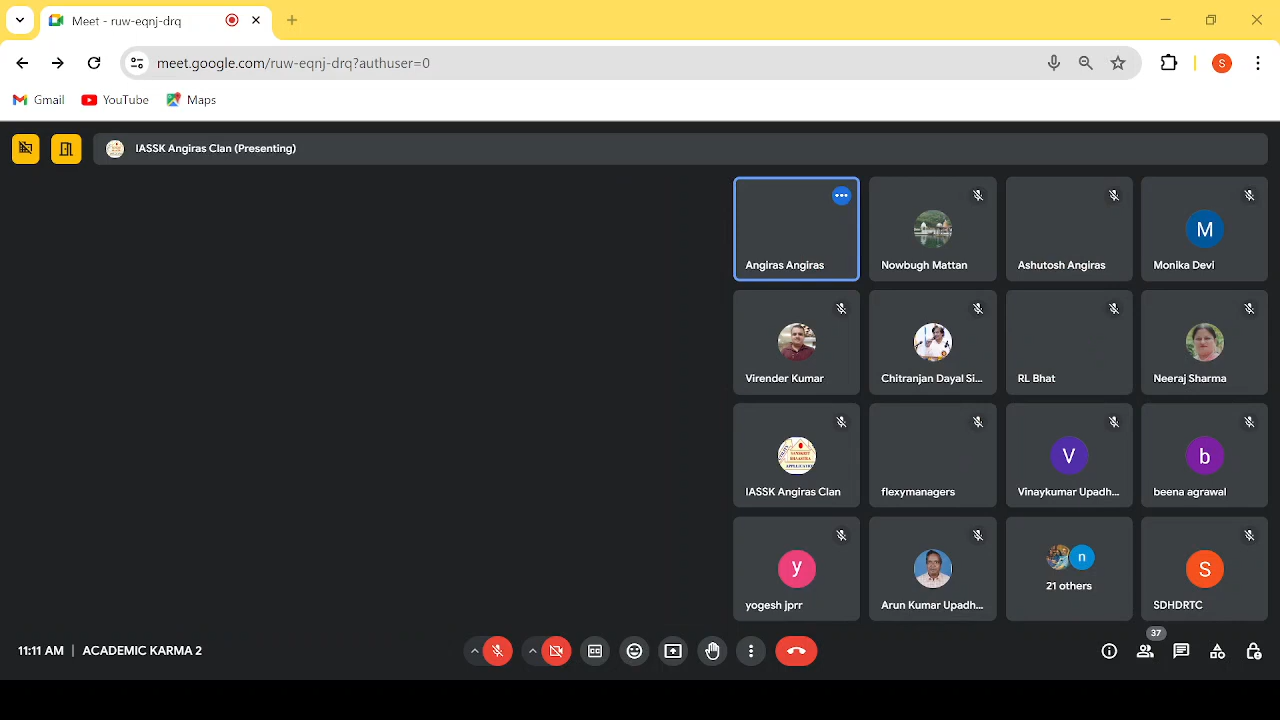 Meet - ruw-eqnj-drq
meet.google.com/ruw-eqnj-drq?authuser=0
S
Gmail
YouTube
Maps
IASSK Angiras Clan (Presenting)
Angiras Angiras
Nowbugh Mattan
Ashutosh Angiras
M
Monika Devi
Virender Kumar
Chitranjan Dayal Si...
RL Bhat
Neeraj Sharma
IASSK Angiras Clan
flexymanagers
V
Vinaykumar Upadh...
b
beena agrawal
y
yogesh jprr
Arun Kumar Upadh...
n
21 others
S
SDHDRTC
11:11 AM | ACADEMIC KARMA 2
37